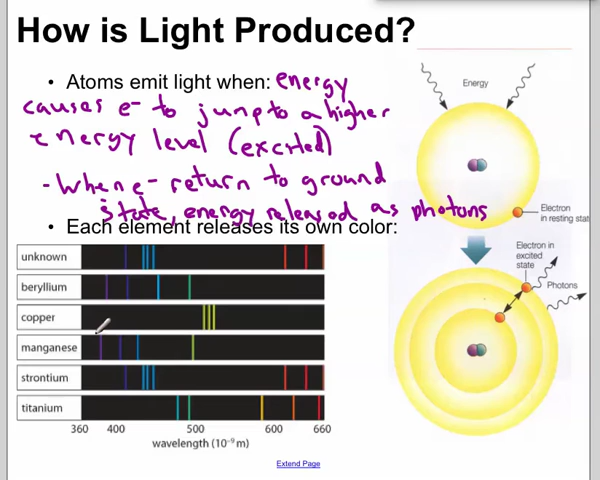 How is Light Produced?
• Atoms emit light when: energy
causes e- to jump to a higher
energy level (excited)
- When e- return to ground
state, energy released as photons
• Each element releases its own color:
unknown
beryllium
copper
manganese
strontium
titanium
360 400 500 600 660
wavelength (10⁻⁹ m)
Energy
Electron
in resting stat
Electron in
excited
state
Photons
Extend Page